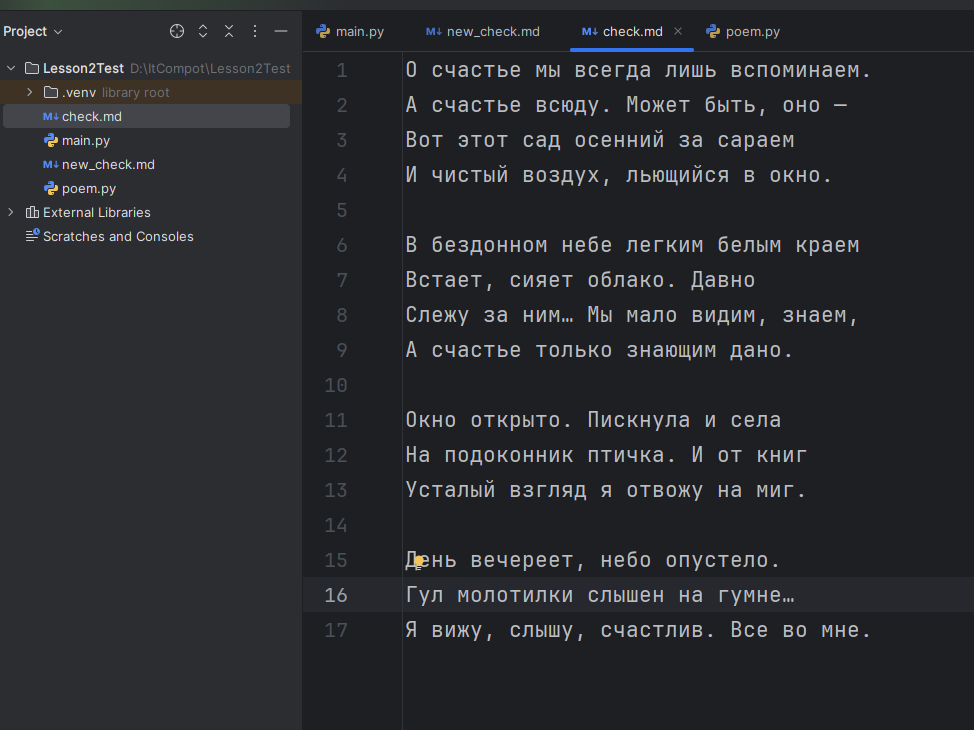 Project
Lesson2Test D:\ItCompot\Lesson2Test
.venv library root
M↓ check.md
main.py
M↓ new_check.md
poem.py
External Libraries
Scratches and Consoles
main.py M↓ new_check.md M↓ check.md × poem.py
1 О счастье мы всегда лишь вспоминаем.
2 А счастье всюду. Может быть, оно —
3 Вот этот сад осенний за сараем
4 И чистый воздух, льющийся в окно.
5
6 В бездонном небе легким белым краем
7 Встает, сияет облако. Давно
8 Слежу за ним… Мы мало видим, знаем,
9 А счастье только знающим дано.
10
11 Окно открыто. Пискнула и села
12 На подоконник птичка. И от книг
13 Усталый взгляд я отвожу на миг.
14
15 День вечереет, небо опустело.
16 Гул молотилки слышен на гумне…
17 Я вижу, слышу, счастлив. Все во мне.